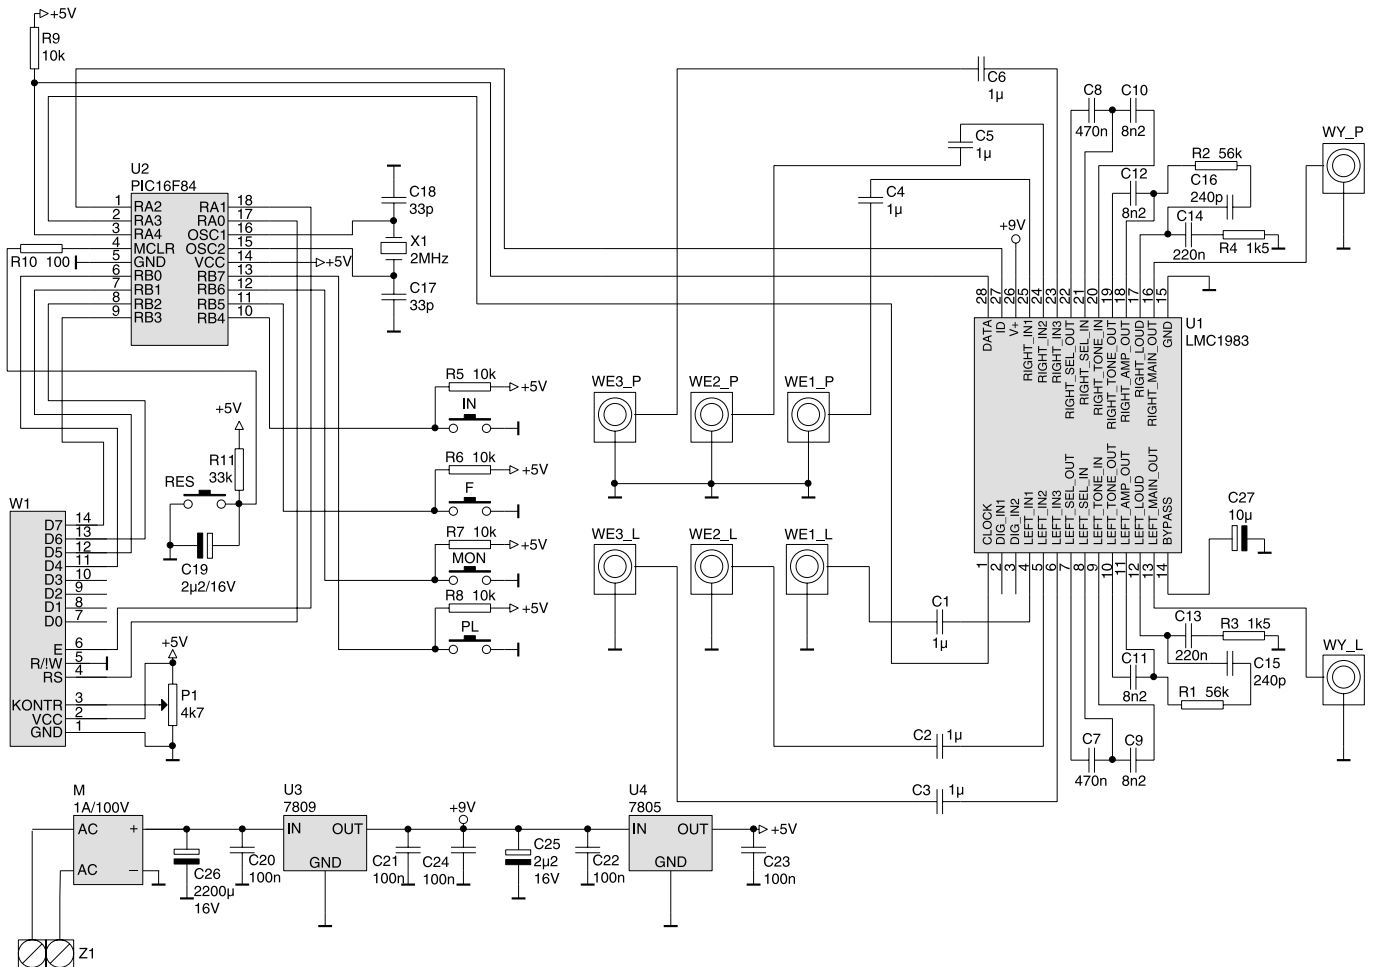 +5V
R9
10k
U2
PIC16F84
1 RA2 RA1 18
2 RA3 RA0 17
3 RA4 OSC1 16
4 MCLR OSC2 15
5 GND VCC 14
6 RB0 RB7 13
7 RB1 RB6 12
8 RB2 RB5 11
9 RB3 RB4 10
R10 100
+5V
C18
33p
X1
2MHz
C17
33p
C6
1µ
C5
1µ
C4
1µ
C8
470n
C10
8n2
C12
8n2
R2 56k
C16
240p
C14
220n
R4 1k5
WY_P
+9V
28 27 26 25 24 23 22 21 20 19 18 17 16 15
DATA
ID
V+
RIGHT_IN1
RIGHT_IN2
RIGHT_IN3
RIGHT_SEL_OUT
RIGHT_SEL_IN
RIGHT_TONE_IN
RIGHT_TONE_OUT
RIGHT_AMP_OUT
RIGHT_LOUD
RIGHT_MAIN_OUT
GND
U1
LMC1983
CLOCK
DIG_IN1
DIG_IN2
LEFT_IN1
LEFT_IN2
LEFT_IN3
LEFT_SEL_OUT
LEFT_SEL_IN
LEFT_TONE_IN
LEFT_TONE_OUT
LEFT_AMP_OUT
LEFT_LOUD
LEFT_MAIN_OUT
BYPASS
1 2 3 4 5 6 7 8 9 10 11 12 13 14
C27
10µ
R5 10k
+5V
IN
R6 10k
+5V
F
R7 10k
+5V
MON
R8 10k
+5V
PL
WE3_P
WE2_P
WE1_P
WE3_L
WE2_L
WE1_L
+5V
R11
33k
RES
C19
2µ2/16V
W1
D7 14
D6 13
D5 12
D4 11
D3 10
D2 9
D1 8
D0 7
E 6
R/!W 5
RS 4
KONTR 3
VCC 2
GND 1
+5V
P1
4k7
C1
1µ
C2 1µ
C3 1µ
C13
220n
R3 1k5
C15
240p
C11
8n2
R1 56k
C7
470n
C9
8n2
WY_L
M
1A/100V
AC +
AC −
C26
2200µ
16V
C20
100n
U3
7809
IN OUT
GND
C21
100n
+9V
C24
100n
C25
2µ2
16V
C22
100n
U4
7805
IN OUT
GND
+5V
C23
100n
Z1